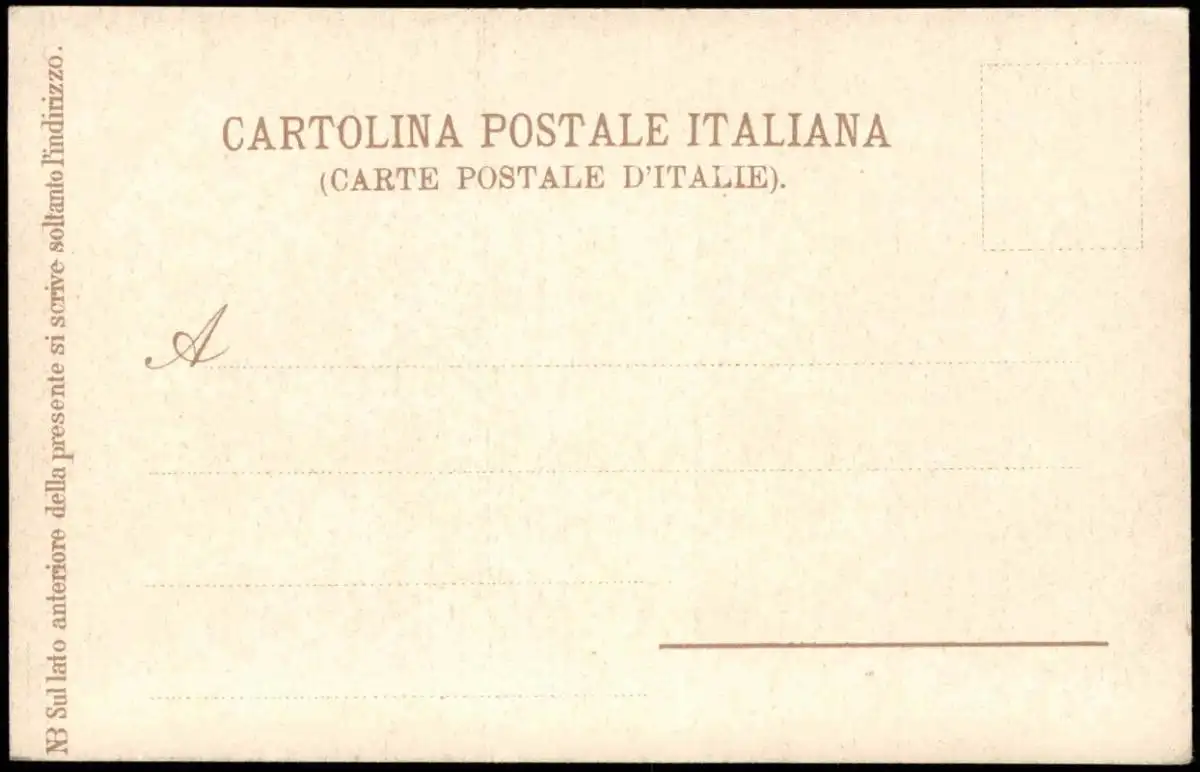 CARTOLINA POSTALE ITALIANA
(CARTE POSTALE D'ITALIE).
A
NB Sul lato anteriore della presente si scrive soltanto l'indirizzo.